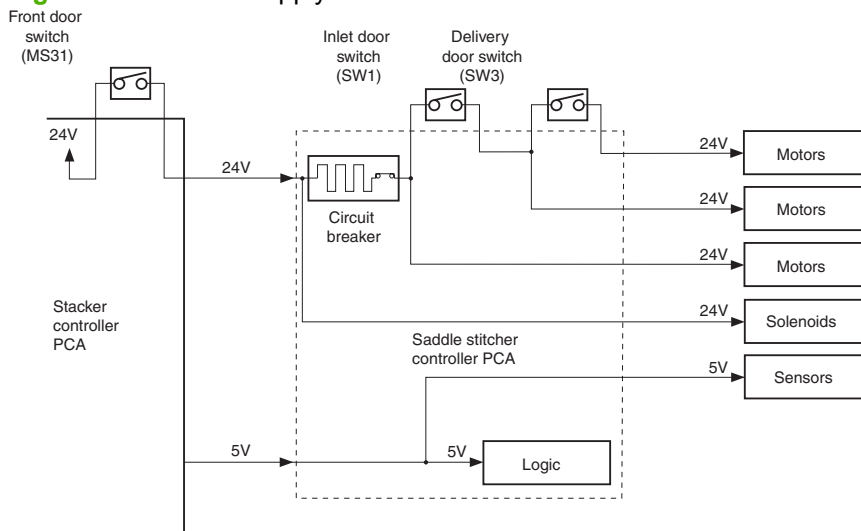 Front door
switch
(MS31)
Inlet door
switch
(SW1)
Delivery
door switch
(SW3)
24V
24V
Circuit
breaker
24V
Motors
24V
Motors
24V
Motors
24V
Solenoids
Stacker
controller
PCA
Saddle stitcher
controller PCA
5V
Sensors
5V
5V
Logic